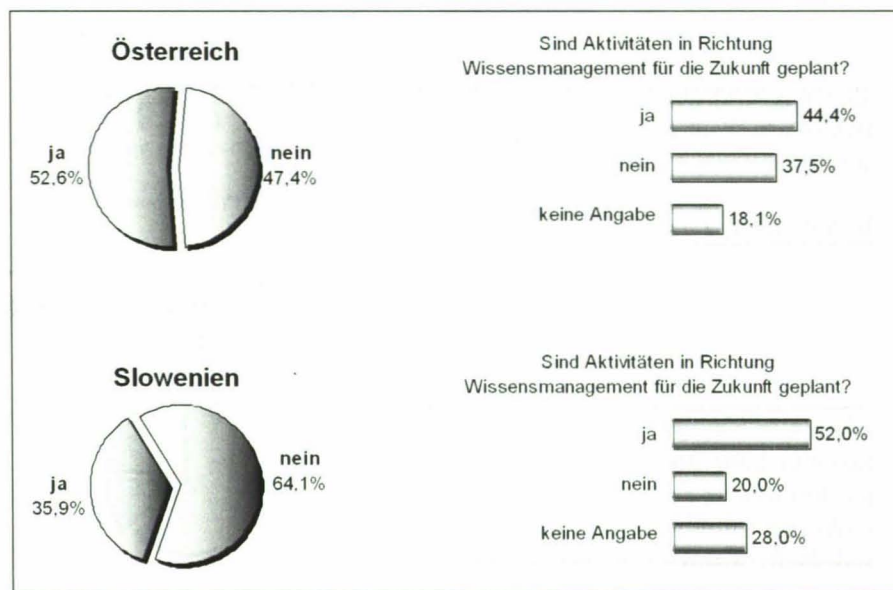 Österreich
ja
52,6%
nein
47,4%
Sind Aktivitäten in Richtung
Wissensmanagement für die Zukunft geplant?
ja 44,4%
nein 37,5%
keine Angabe 18,1%
Slowenien
ja
35,9%
nein
64,1%
Sind Aktivitäten in Richtung
Wissensmanagement für die Zukunft geplant?
ja 52,0%
nein 20,0%
keine Angabe 28,0%